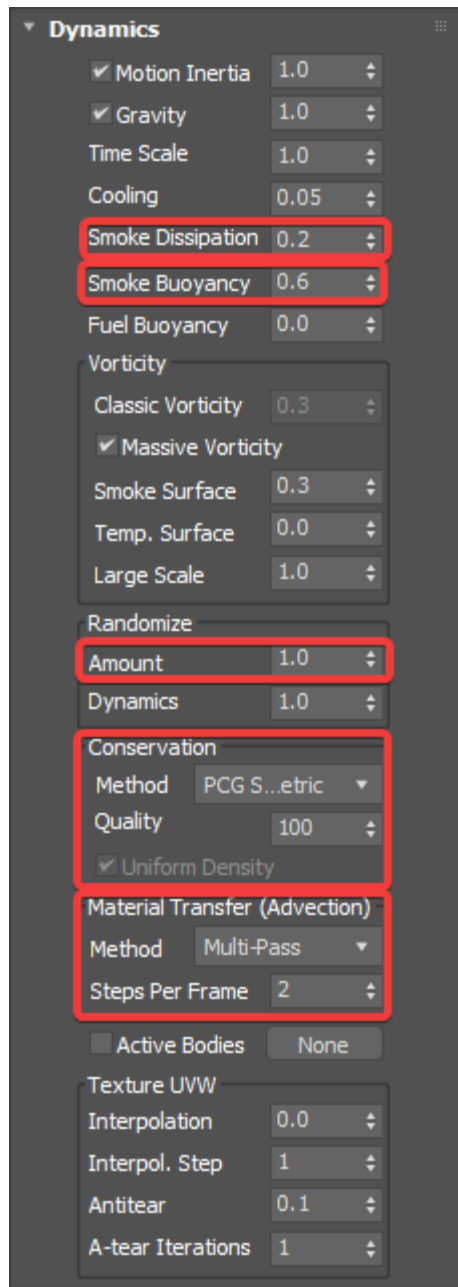 Dynamics
Motion Inertia 1.0
Gravity 1.0
Time Scale 1.0
Cooling 0.05
Smoke Dissipation 0.2
Smoke Buoyancy 0.6
Fuel Buoyancy 0.0
Vorticity
Classic Vorticity 0.3
Massive Vorticity
Smoke Surface 0.3
Temp. Surface 0.0
Large Scale 1.0
Randomize
Amount 1.0
Dynamics 1.0
Conservation
Method PCG S...etric
Quality 100
Uniform Density
Material Transfer (Advection)
Method Multi-Pass
Steps Per Frame 2
Active Bodies None
Texture UVW
Interpolation 0.0
Interpol. Step 1
Antitear 0.1
A-tear Iterations 1